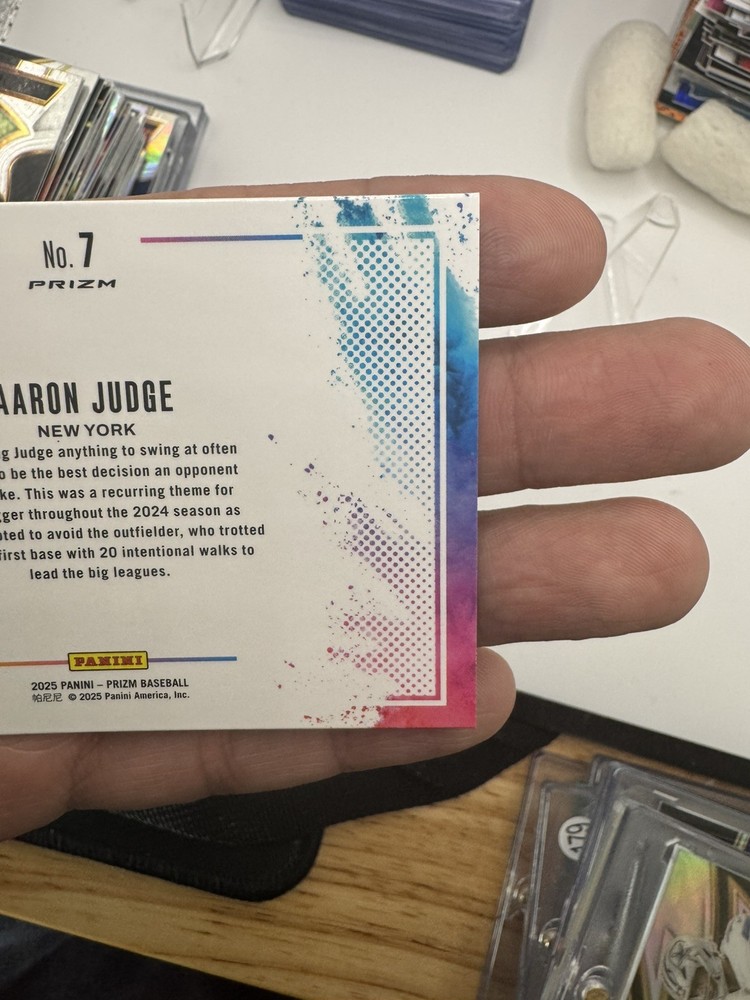 No. 7
PRIZM
AARON JUDGE
NEW YORK
Judge anything to swing at often
be the best decision an opponent
This was a recurring theme for
throughout the 2024 season as
to avoid the outfielder, who trotted
first base with 20 intentional walks to
lead the big leagues.
PANINI
2025 PANINI – PRIZM BASEBALL
帕尼尼 © 2025 Panini America, Inc.
179